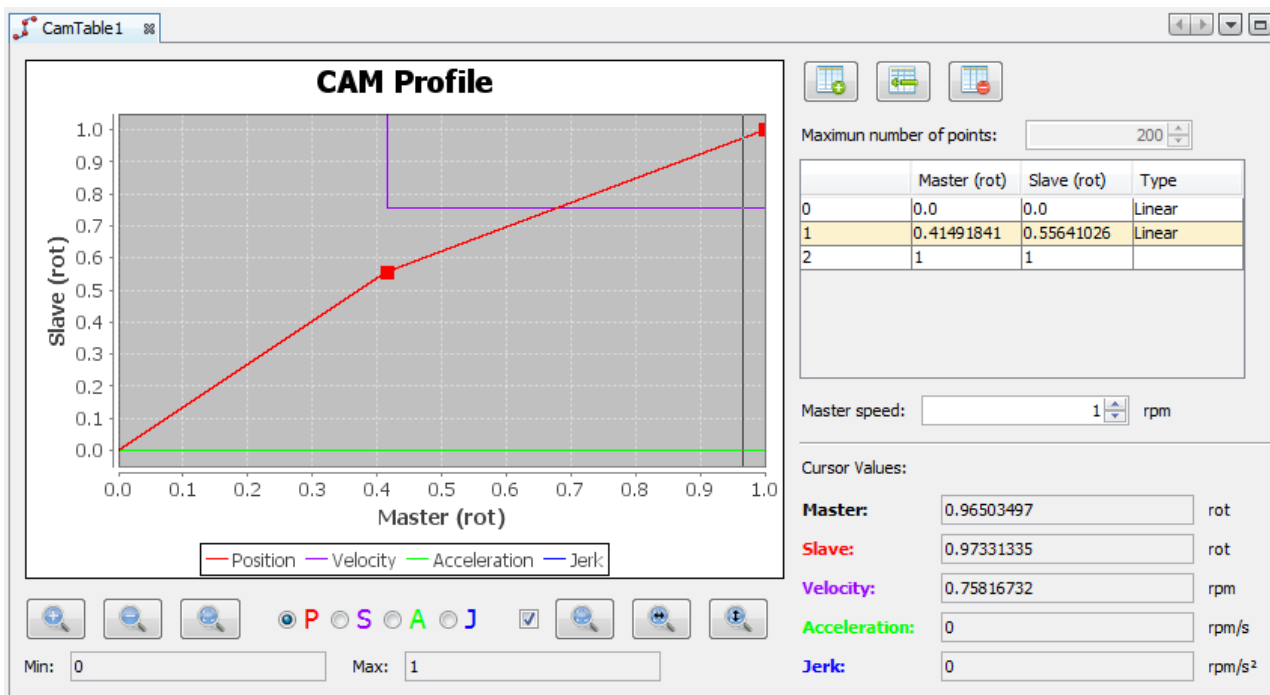 CamTable1
CAM Profile
1.0
0.9
0.8
0.7
0.6
0.5
0.4
0.3
0.2
0.1
0.0
Slave (rot)
0.0 0.1 0.2 0.3 0.4 0.5 0.6 0.7 0.8 0.9 1.0
Master (rot)
Position Velocity Acceleration Jerk
P S A J
Min: 0 Max: 1
Maximun number of points: 200
Master (rot) Slave (rot) Type
0 0.0 0.0 Linear
1 0.41491841 0.55641026 Linear
2 1 1
Master speed: 1 rpm
Cursor Values:
Master: 0.96503497 rot
Slave: 0.97331335 rot
Velocity: 0.75816732 rpm
Acceleration: 0 rpm/s
Jerk: 0 rpm/s²